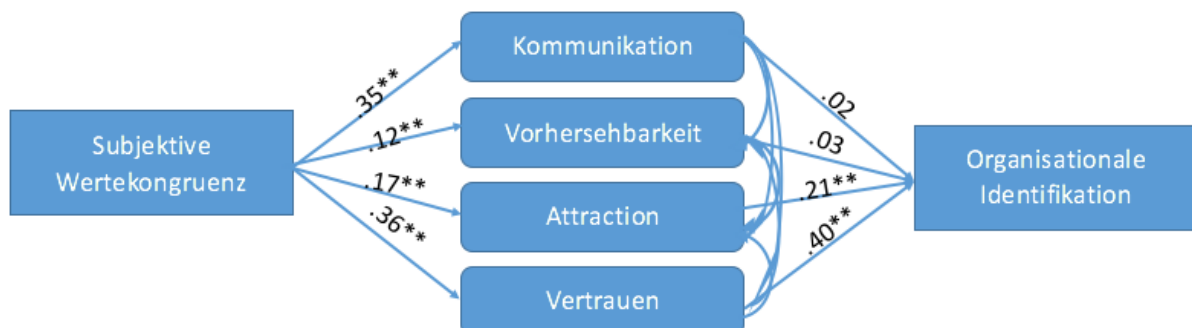 Kommunikation
.35**
.02
Vorhersehbarkeit
.12**
.03
Subjektive
Wertekongruenz
Organisationale
Identifikation
.17**
Attraction
.21**
.36**
.40**
Vertrauen